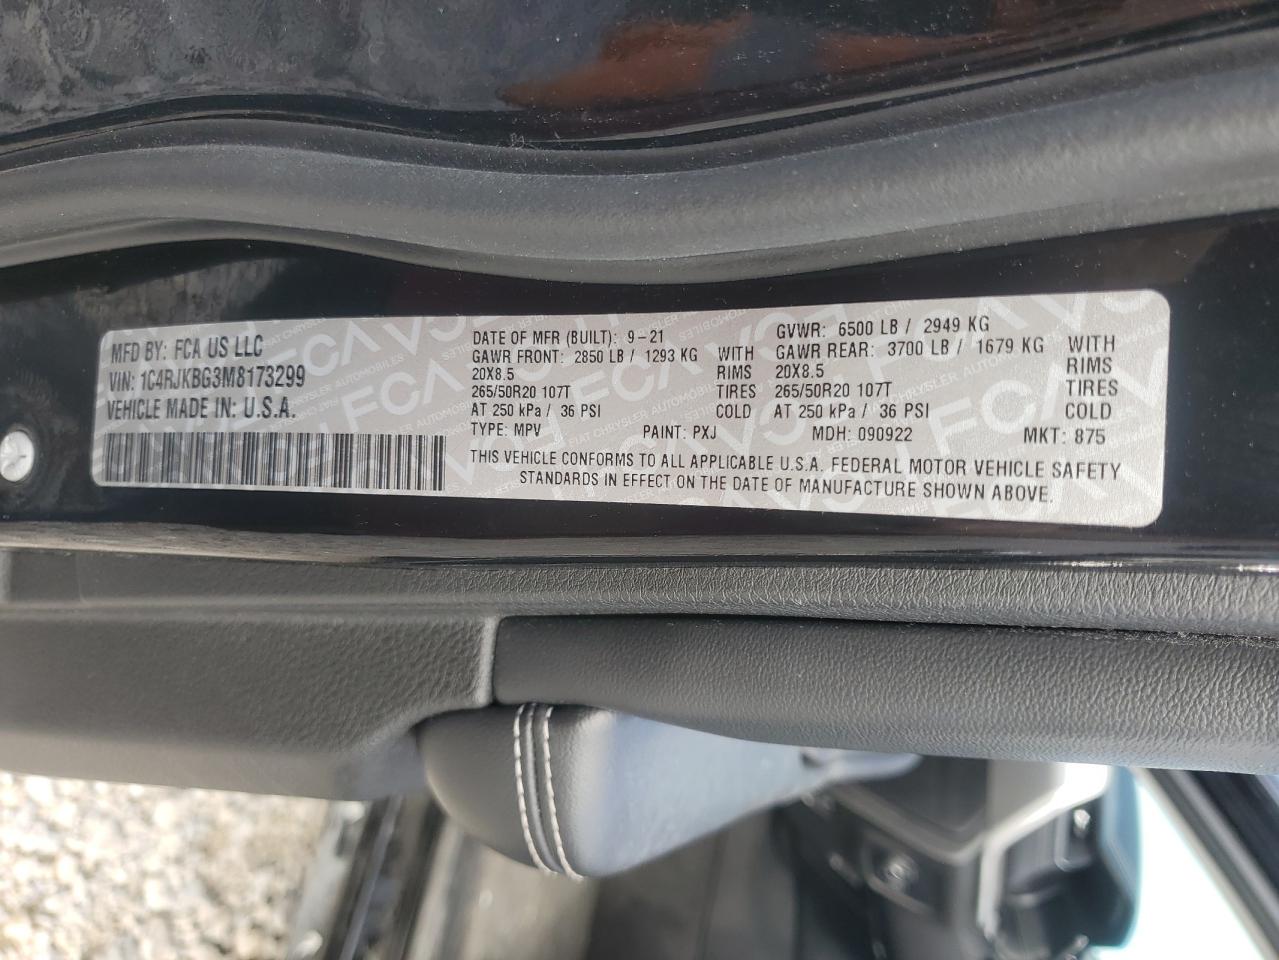 MFD BY: FCA US LLC
VIN: 1C4RJKBG3M8173299
VEHICLE MADE IN: U.S.A.
DATE OF MFR (BUILT): 9-21
GVWR: 6500 LB / 2949 KG
GAWR FRONT: 2850 LB / 1293 KG WITH
20X8.5 RIMS
265/50R20 107T TIRES
AT 250 kPa / 36 PSI COLD
GAWR REAR: 3700 LB / 1679 KG WITH
20X8.5 RIMS
265/50R20 107T TIRES
AT 250 kPa / 36 PSI COLD
TYPE: MPV PAINT: PXJ MDH: 090922 MKT: 875
THIS VEHICLE CONFORMS TO ALL APPLICABLE U.S.A. FEDERAL MOTOR VEHICLE SAFETY
STANDARDS IN EFFECT ON THE DATE OF MANUFACTURE SHOWN ABOVE.